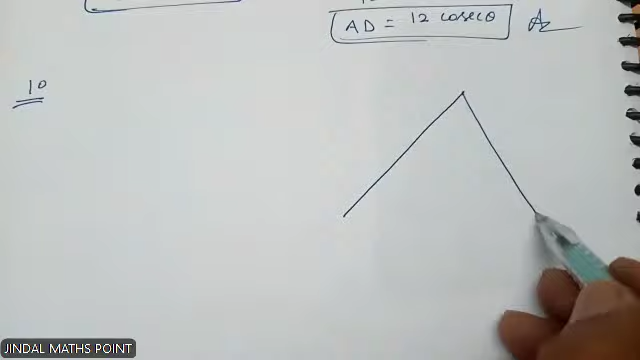 AD = 12 cosecθ
10
JINDAL MATHS POINT